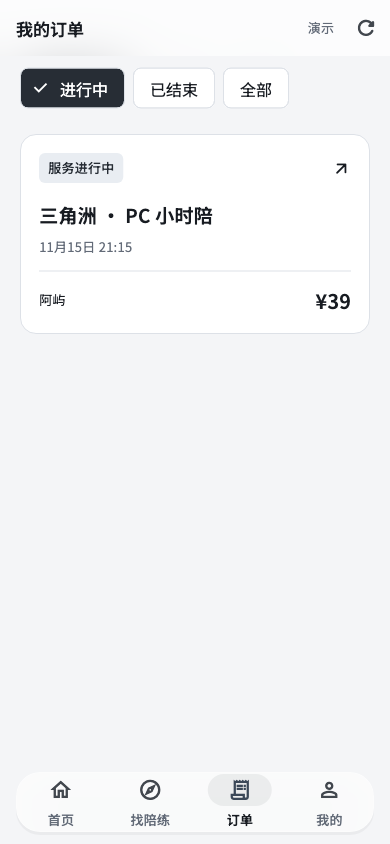 我的订单
演示
进行中
已结束
全部
服务进行中
三角洲 · PC 小时陪
11月15日 21:15
阿屿
¥39
首页
找陪练
订单
我的